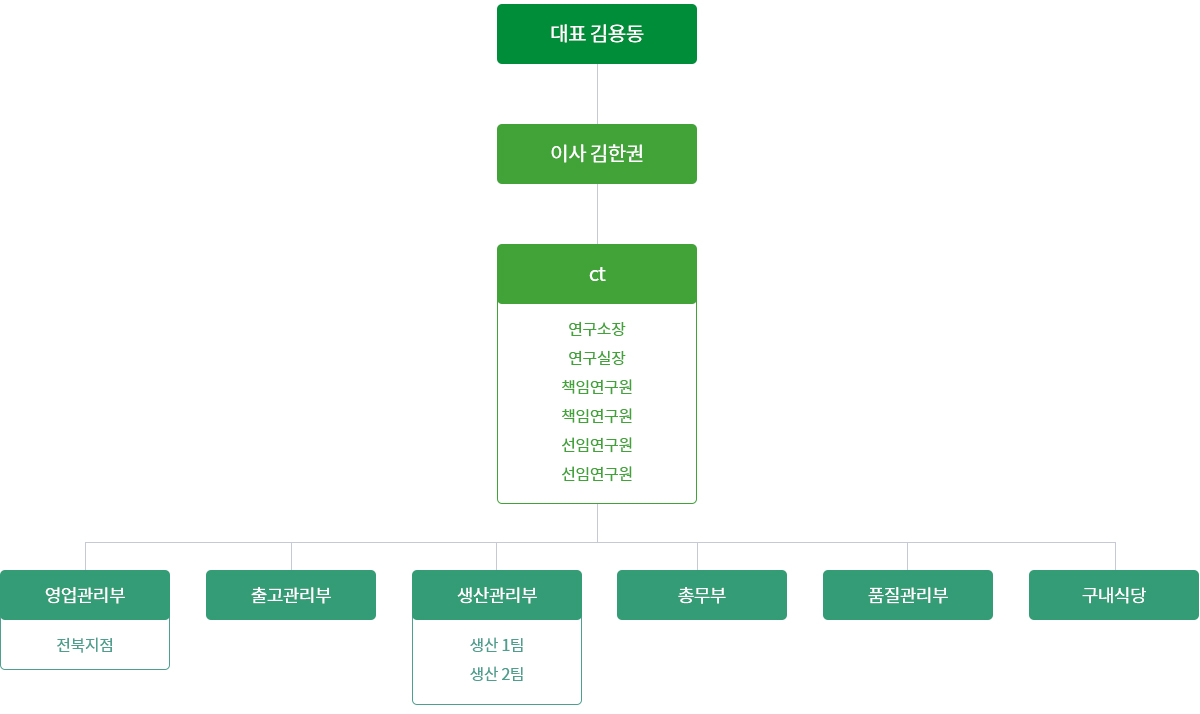 대표 김용동
이사 김한권
ct
연구소장
연구실장
책임연구원
책임연구원
선임연구원
선임연구원
영업관리부
출고관리부
생산관리부
총무부
품질관리부
구내식당
전북지점
생산 1팀
생산 2팀